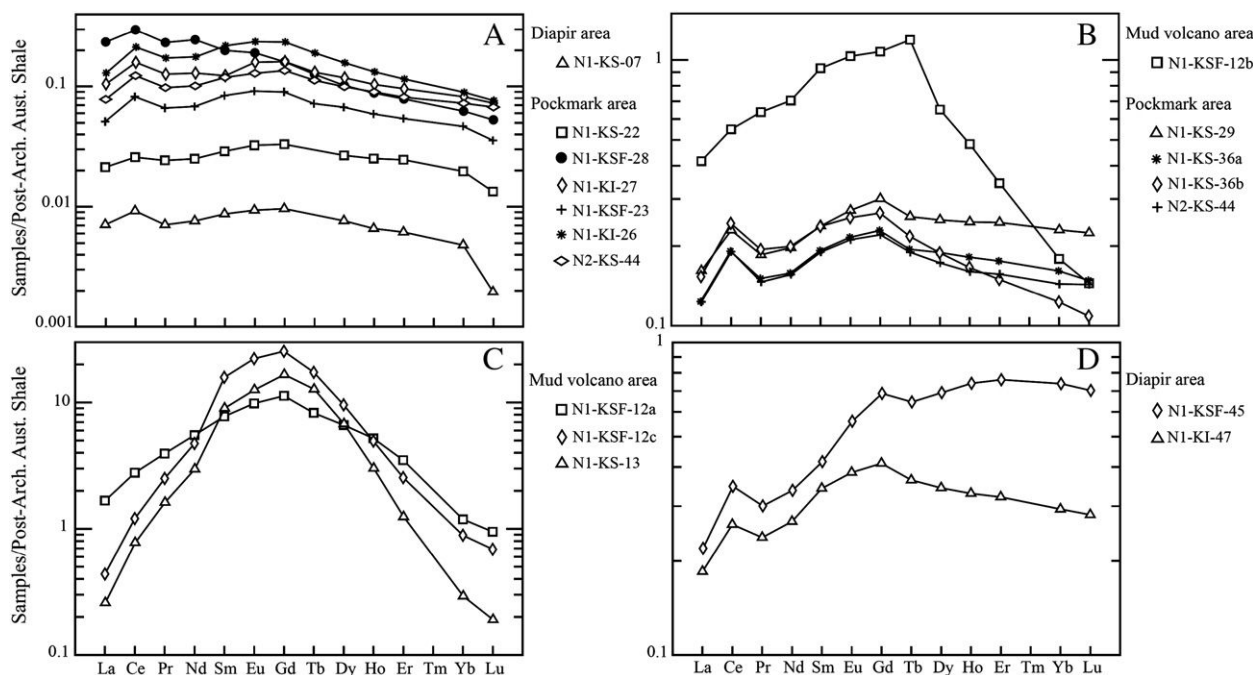 Samples/Post-Arch. Aust. Shale
0.1
0.01
0.001
A
Diapir area
N1-KS-07
Pockmark area
N1-KS-22
N1-KSF-28
N1-KI-27
N1-KSF-23
N1-KI-26
N2-KS-44
1
0.1
B
Mud volcano area
N1-KSF-12b
Pockmark area
N1-KS-29
N1-KS-36a
N1-KS-36b
N2-KS-44
Samples/Post-Arch. Aust. Shale
10
1
0.1
C
Mud volcano area
N1-KSF-12a
N1-KSF-12c
N1-KS-13
La Ce Pr Nd Sm Eu Gd Tb Dy Ho Er Tm Yb Lu
1
0.1
D
Diapir area
N1-KSF-45
N1-KI-47
La Ce Pr Nd Sm Eu Gd Tb Dy Ho Er Tm Yb Lu